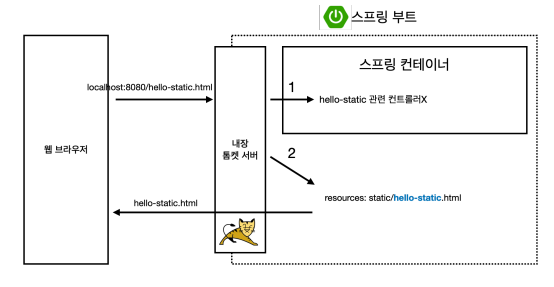 스프링 부트
스프링 컨테이너
localhost:8080/hello-static.html
1
hello-static 관련 컨트롤러X
웹 브라우저
내장
톰켓 서버
2
resources: static/hello-static.html
hello-static.html